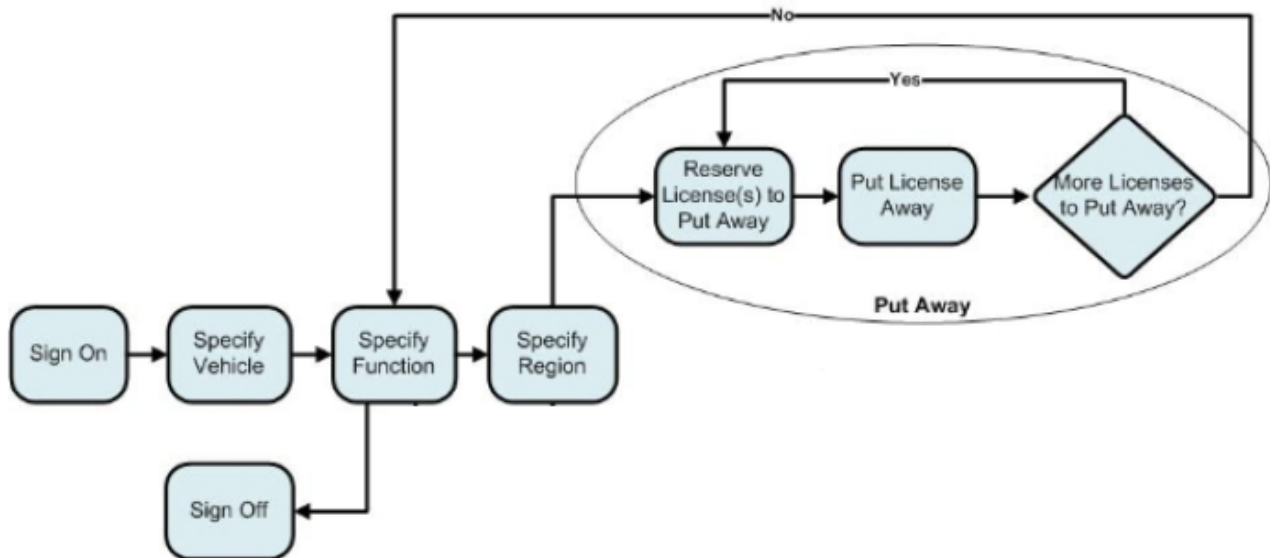 No
Yes
Reserve
License(s) to
Put Away
Put License
Away
More Licenses
to Put Away?
Put Away
Sign On
Specify
Vehicle
Specify
Function
Specify
Region
Sign Off